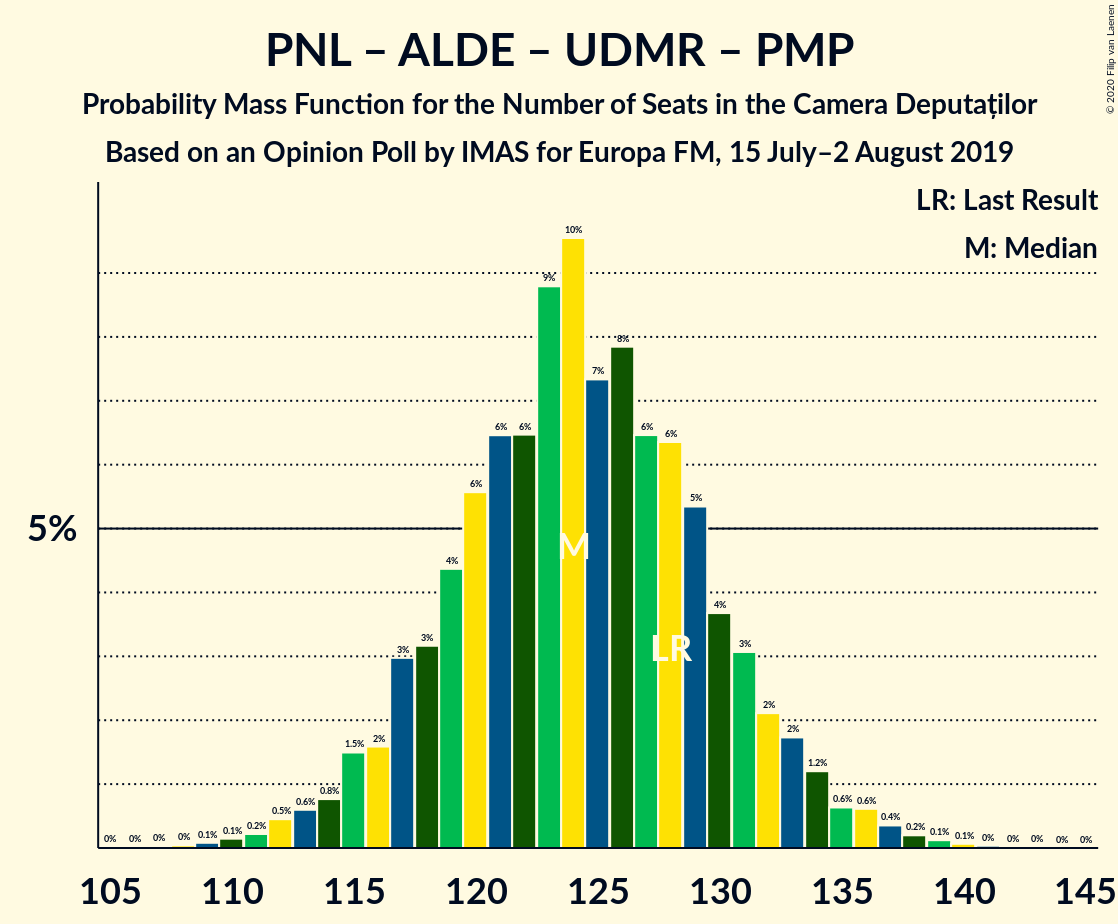 PNL – ALDE – UDMR – PMP
Probability Mass Function for the Number of Seats in the Camera Deputaților
Based on an Opinion Poll by IMAS for Europa FM, 15 July–2 August 2019
© 2020 Filip van Laenen
LR: Last Result
M: Median
5%
0% 0% 0% 0% 0.1% 0.1% 0.2% 0.5% 0.6% 0.8% 1.5% 2% 3% 3% 4% 6% 6% 6% 9% 10% 7% 8% 6% 6% 5% 4% 3% 2% 2% 1.2% 0.6% 0.6% 0.4% 0.2% 0.1% 0.1% 0% 0% 0% 0% 0%
M
LR
105 110 115 120 125 130 135 140 145